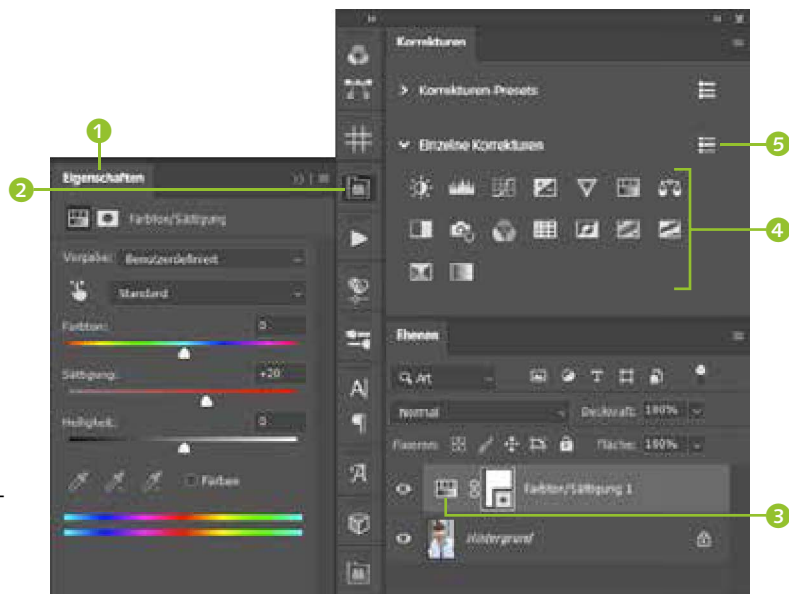 Korrekturen
Korrekturen-Presets
Einzelne Korrekturen
5
1
Eigenschaften
2
Farbton/Sättigung
4
Vorgabe: Benutzerdefiniert
Standard
Farbton: 0
Sättigung: +20
Helligkeit: 0
Färben
Ebenen
Art
Normal Deckkraft: 100%
Fixieren: Fläche: 100%
Farbton/Sättigung 1
3
Hintergrund